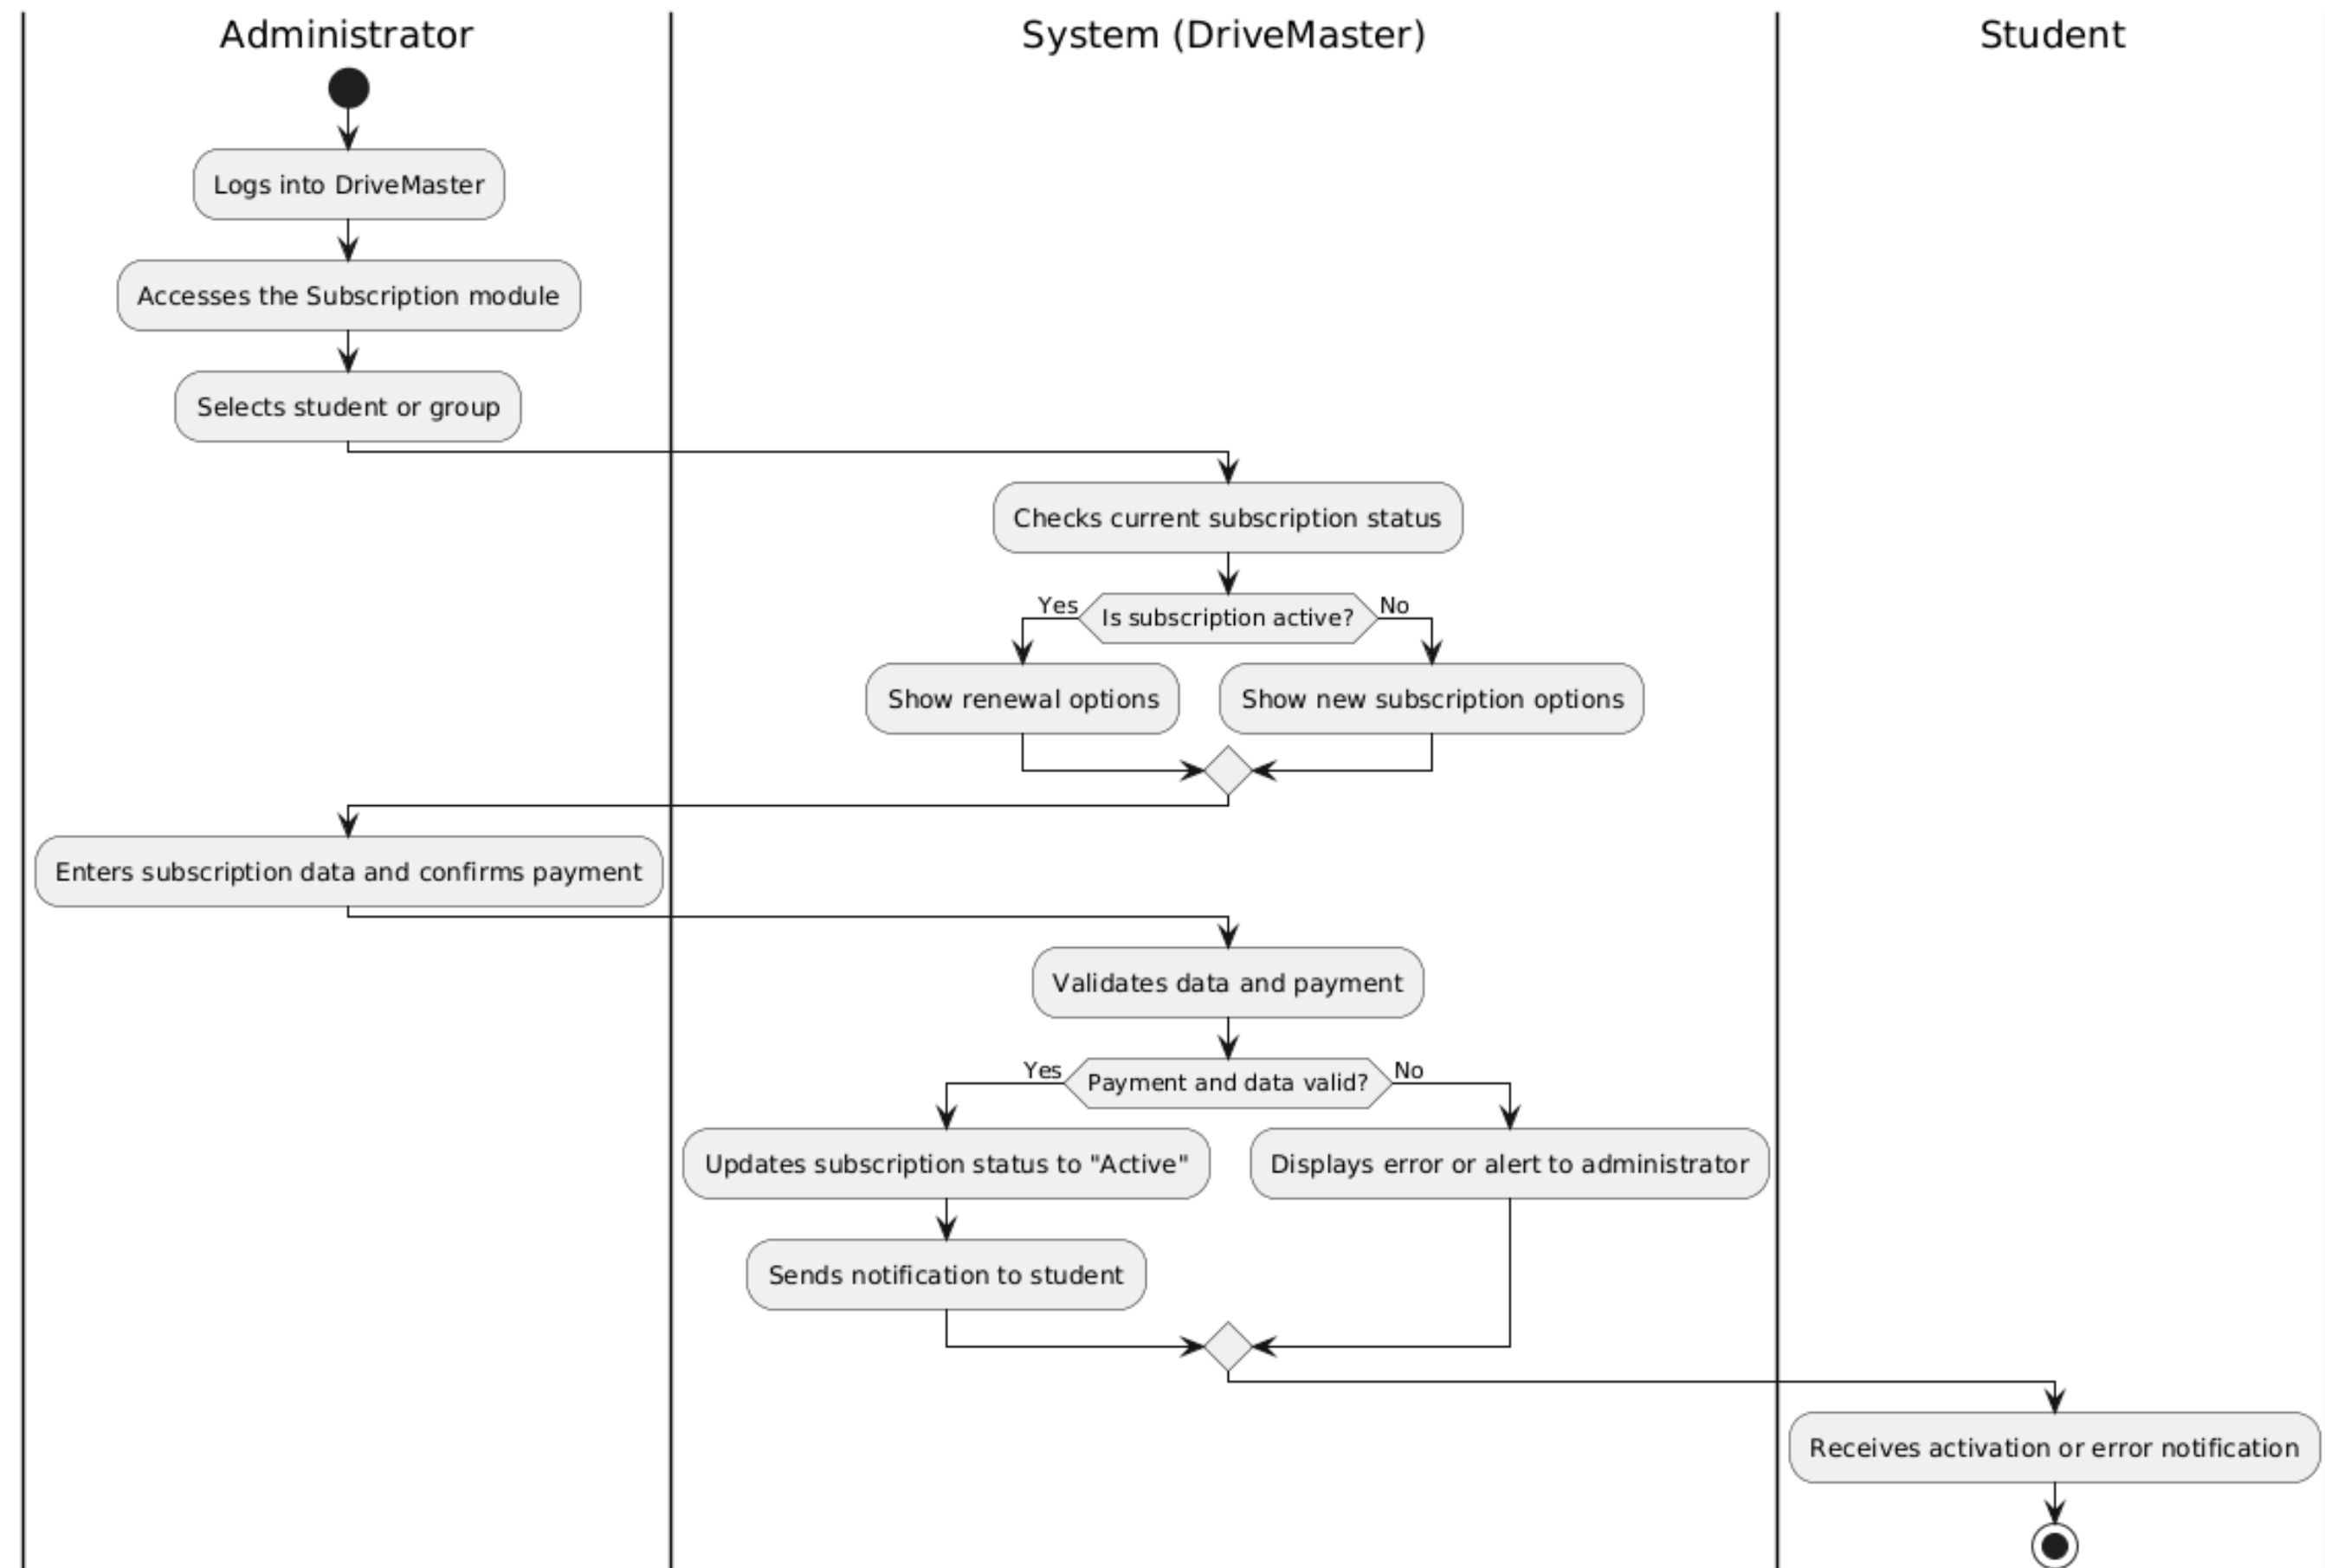 Administrator
System (DriveMaster)
Student
Logs into DriveMaster
Accesses the Subscription module
Selects student or group
Checks current subscription status
Yes
Is subscription active?
No
Show renewal options
Show new subscription options
Enters subscription data and confirms payment
Validates data and payment
Yes
Payment and data valid?
No
Updates subscription status to "Active"
Displays error or alert to administrator
Sends notification to student
Receives activation or error notification